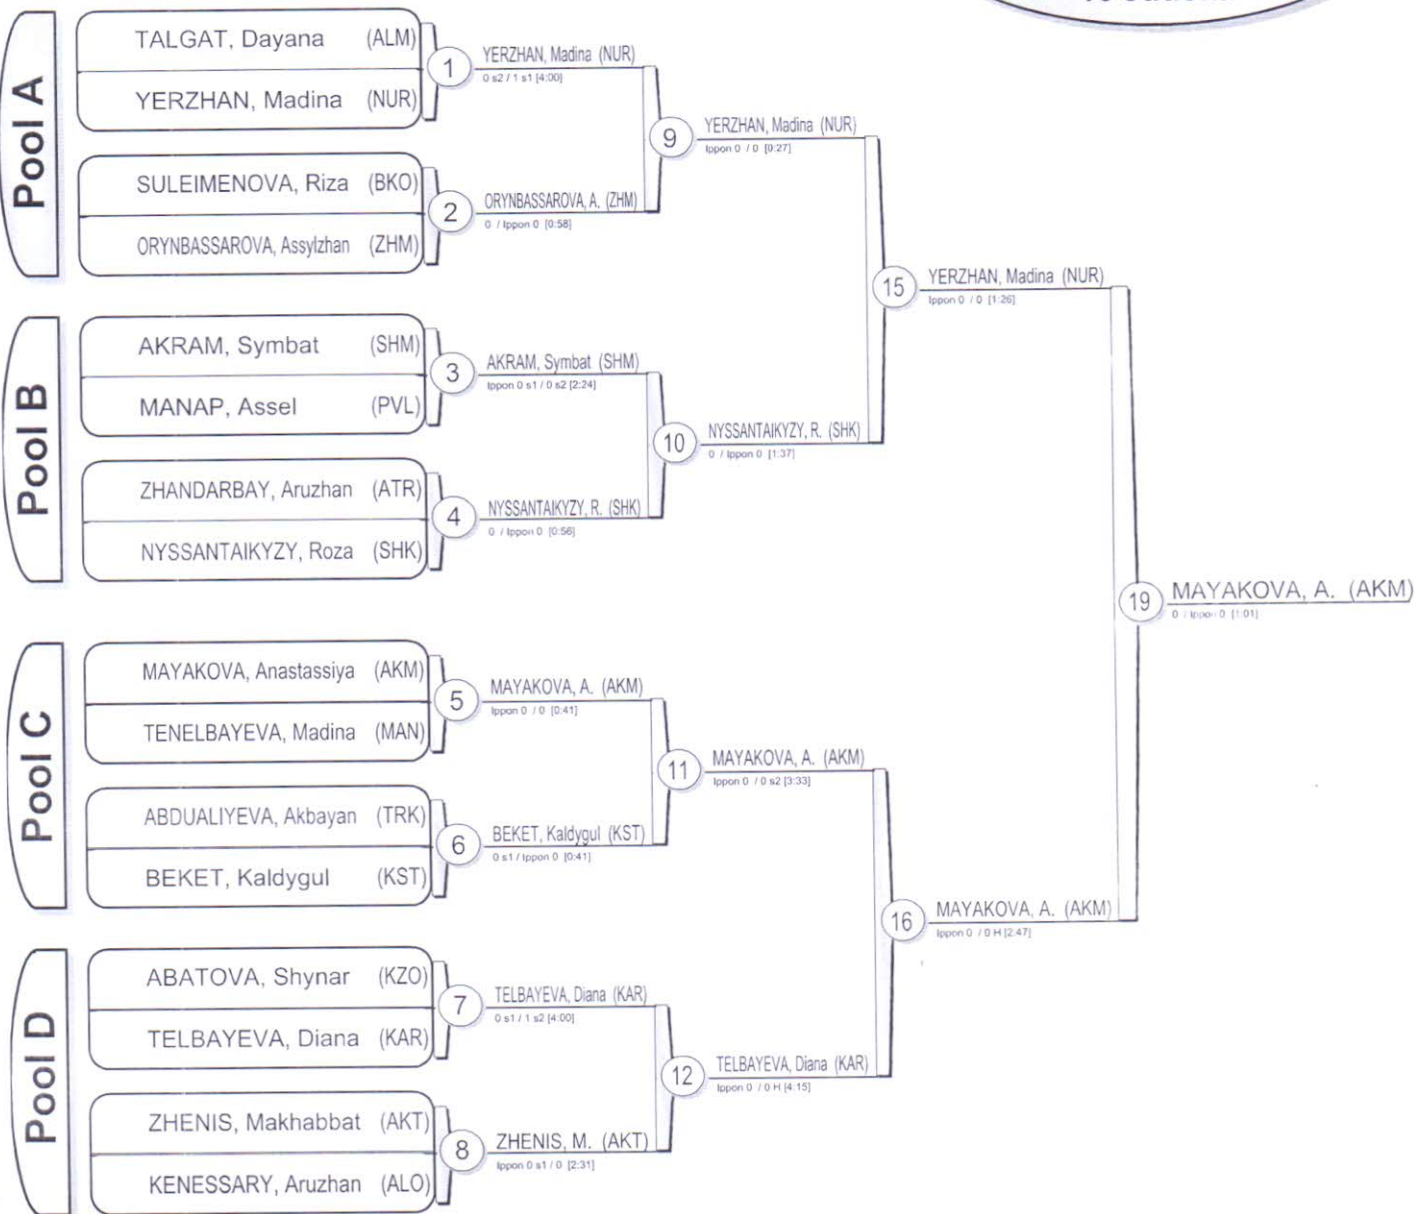 Pool A
TALGAT, Dayana (ALM)
YERZHAN, Madina (NUR)
SULEIMENOVA, Riza (BKO)
ORYNBASSAROVA, Assylzhan (ZHM)
Pool B
AKRAM, Symbat (SHM)
MANAP, Assel (PVL)
ZHANDARBAY, Aruzhan (ATR)
NYSSANTAIKYZY, Roza (SHK)
Pool C
MAYAKOVA, Anastassiya (AKM)
TENELBAYEVA, Madina (MAN)
ABDUALIYEVA, Akbayan (TRK)
BEKET, Kaldygul (KST)
Pool D
ABATOVA, Shynar (KZO)
TELBAYEVA, Diana (KAR)
ZHENIS, Makhabbat (AKT)
KENESSARY, Aruzhan (ALO)
1
YERZHAN, Madina (NUR)
0 s2 / 1 s1 [4:00]
2
ORYNBASSAROVA, A. (ZHM)
0 / Ippon 0 [0:58]
3
AKRAM, Symbat (SHM)
Ippon 0 s1 / 0 s2 [2:24]
4
NYSSANTAIKYZY, R. (SHK)
0 / Ippon 0 [0:56]
5
MAYAKOVA, A. (AKM)
Ippon 0 / 0 [0:41]
6
BEKET, Kaldygul (KST)
0 s1 / Ippon 0 [0:41]
7
TELBAYEVA, Diana (KAR)
0 s1 / 1 s2 [4:00]
8
ZHENIS, M. (AKT)
Ippon 0 s1 / 0 [2:31]
9
YERZHAN, Madina (NUR)
Ippon 0 / 0 [0:27]
10
NYSSANTAIKYZY, R. (SHK)
0 / Ippon 0 [1:37]
11
MAYAKOVA, A. (AKM)
Ippon 0 / 0 s2 [3:33]
12
TELBAYEVA, Diana (KAR)
Ippon 0 / 0 H [4:15]
15
YERZHAN, Madina (NUR)
Ippon 0 / 0 [1:26]
16
MAYAKOVA, A. (AKM)
Ippon 0 / 0 H [2:47]
19
MAYAKOVA, A. (AKM)
0 / Ippon 0 [1:01]